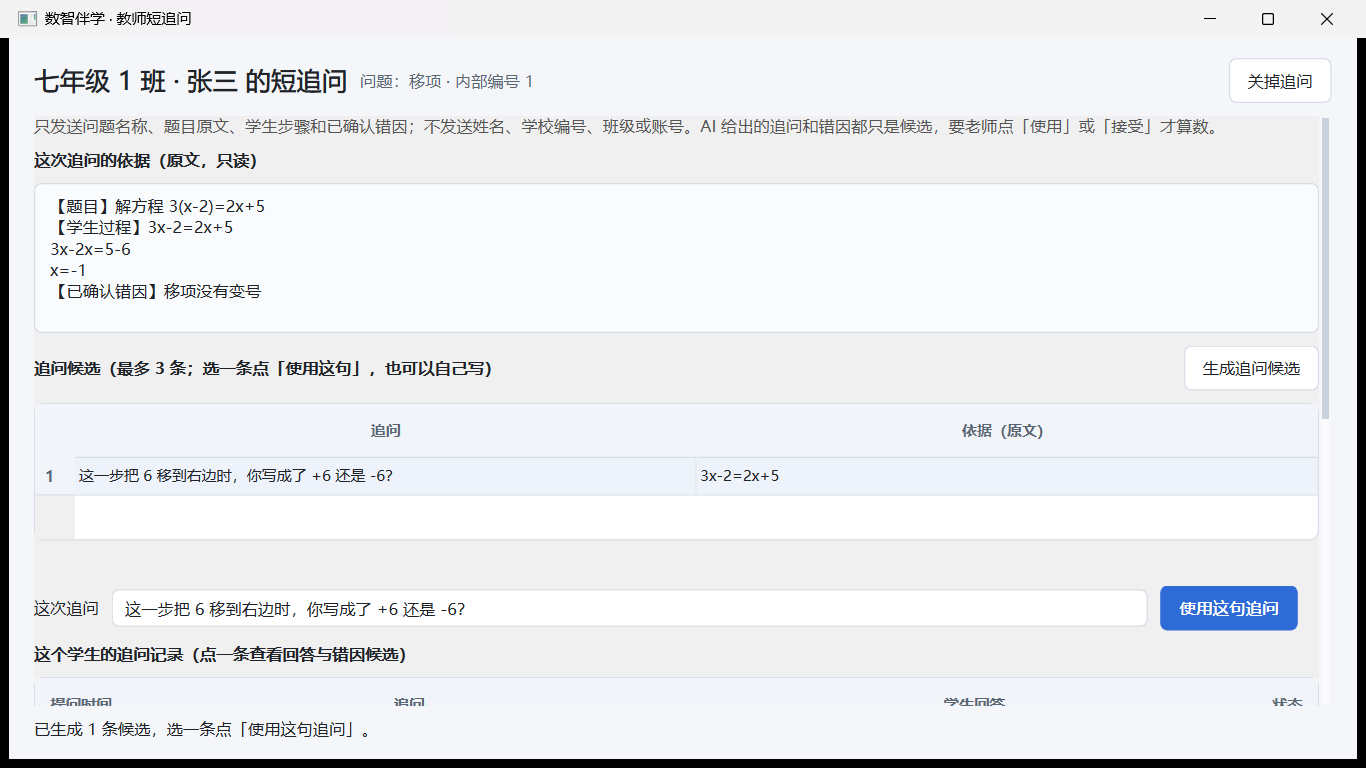 数智伴学 · 教师短追问
七年级 1 班 · 张三 的短追问 问题：移项 · 内部编号 1 关掉追问
只发送问题名称、题目原文、学生步骤和已确认错因；不发送姓名、学校编号、班级或账号。AI 给出的追问和错因都只是候选，要老师点「使用」或「接受」才算数。
这次追问的依据（原文，只读）
【题目】解方程 3(x-2)=2x+5
【学生过程】3x-2=2x+5
3x-2x=5-6
x=-1
【已确认错因】移项没有变号
追问候选（最多 3 条；选一条点「使用这句」，也可以自己写） 生成追问候选
追问 依据（原文）
1 这一步把 6 移到右边时，你写成了 +6 还是 -6? 3x-2=2x+5
这次追问 这一步把 6 移到右边时，你写成了 +6 还是 -6? 使用这句追问
这个学生的追问记录（点一条查看回答与错因候选）
提问时间 追问 学生回答 状态
已生成 1 条候选，选一条点「使用这句追问」。